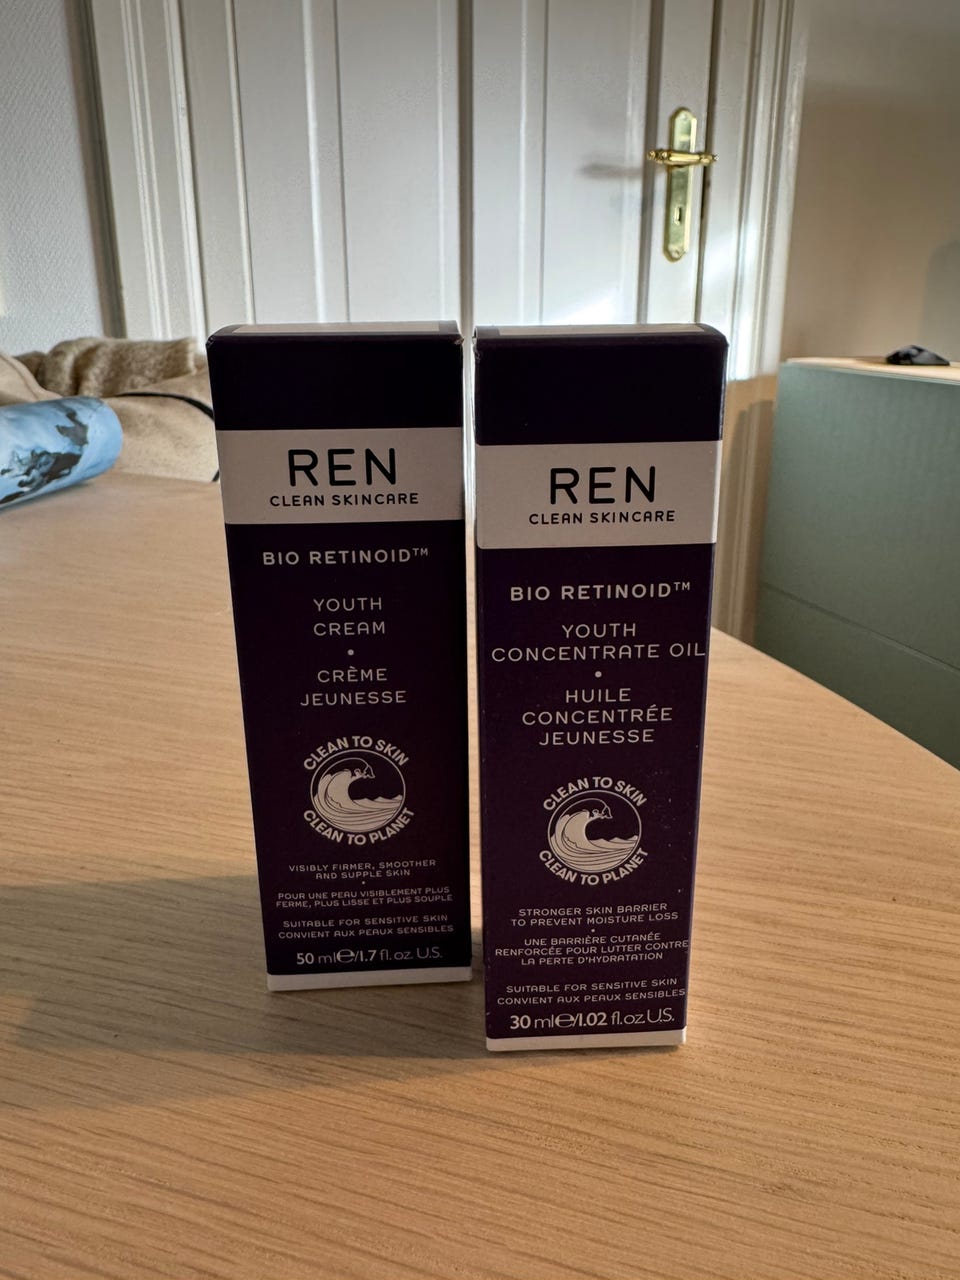 REN
CLEAN SKINCARE
BIO RETINOID™
YOUTH
CREAM
•
CRÈME
JEUNESSE
CLEAN TO SKIN
CLEAN TO PLANET
VISIBLY FIRMER, SMOOTHER
AND SUPPLE SKIN
•
POUR UNE PEAU VISIBLEMENT PLUS
FERME, PLUS LISSE ET PLUS SOUPLE
SUITABLE FOR SENSITIVE SKIN
CONVIENT AUX PEAUX SENSIBLES
50 ml℮/1.7 fl. oz. U.S.
REN
CLEAN SKINCARE
BIO RETINOID™
YOUTH
CONCENTRATE OIL
•
HUILE
CONCENTRÉE
JEUNESSE
CLEAN TO SKIN
CLEAN TO PLANET
STRONGER SKIN BARRIER
TO PREVENT MOISTURE LOSS
•
UNE BARRIÈRE CUTANÉE
RENFORCÉE POUR LUTTER CONTRE
LA PERTE D'HYDRATATION
SUITABLE FOR SENSITIVE SKIN
CONVIENT AUX PEAUX SENSIBLES
30 ml℮/1.02 fl.oz U.S.